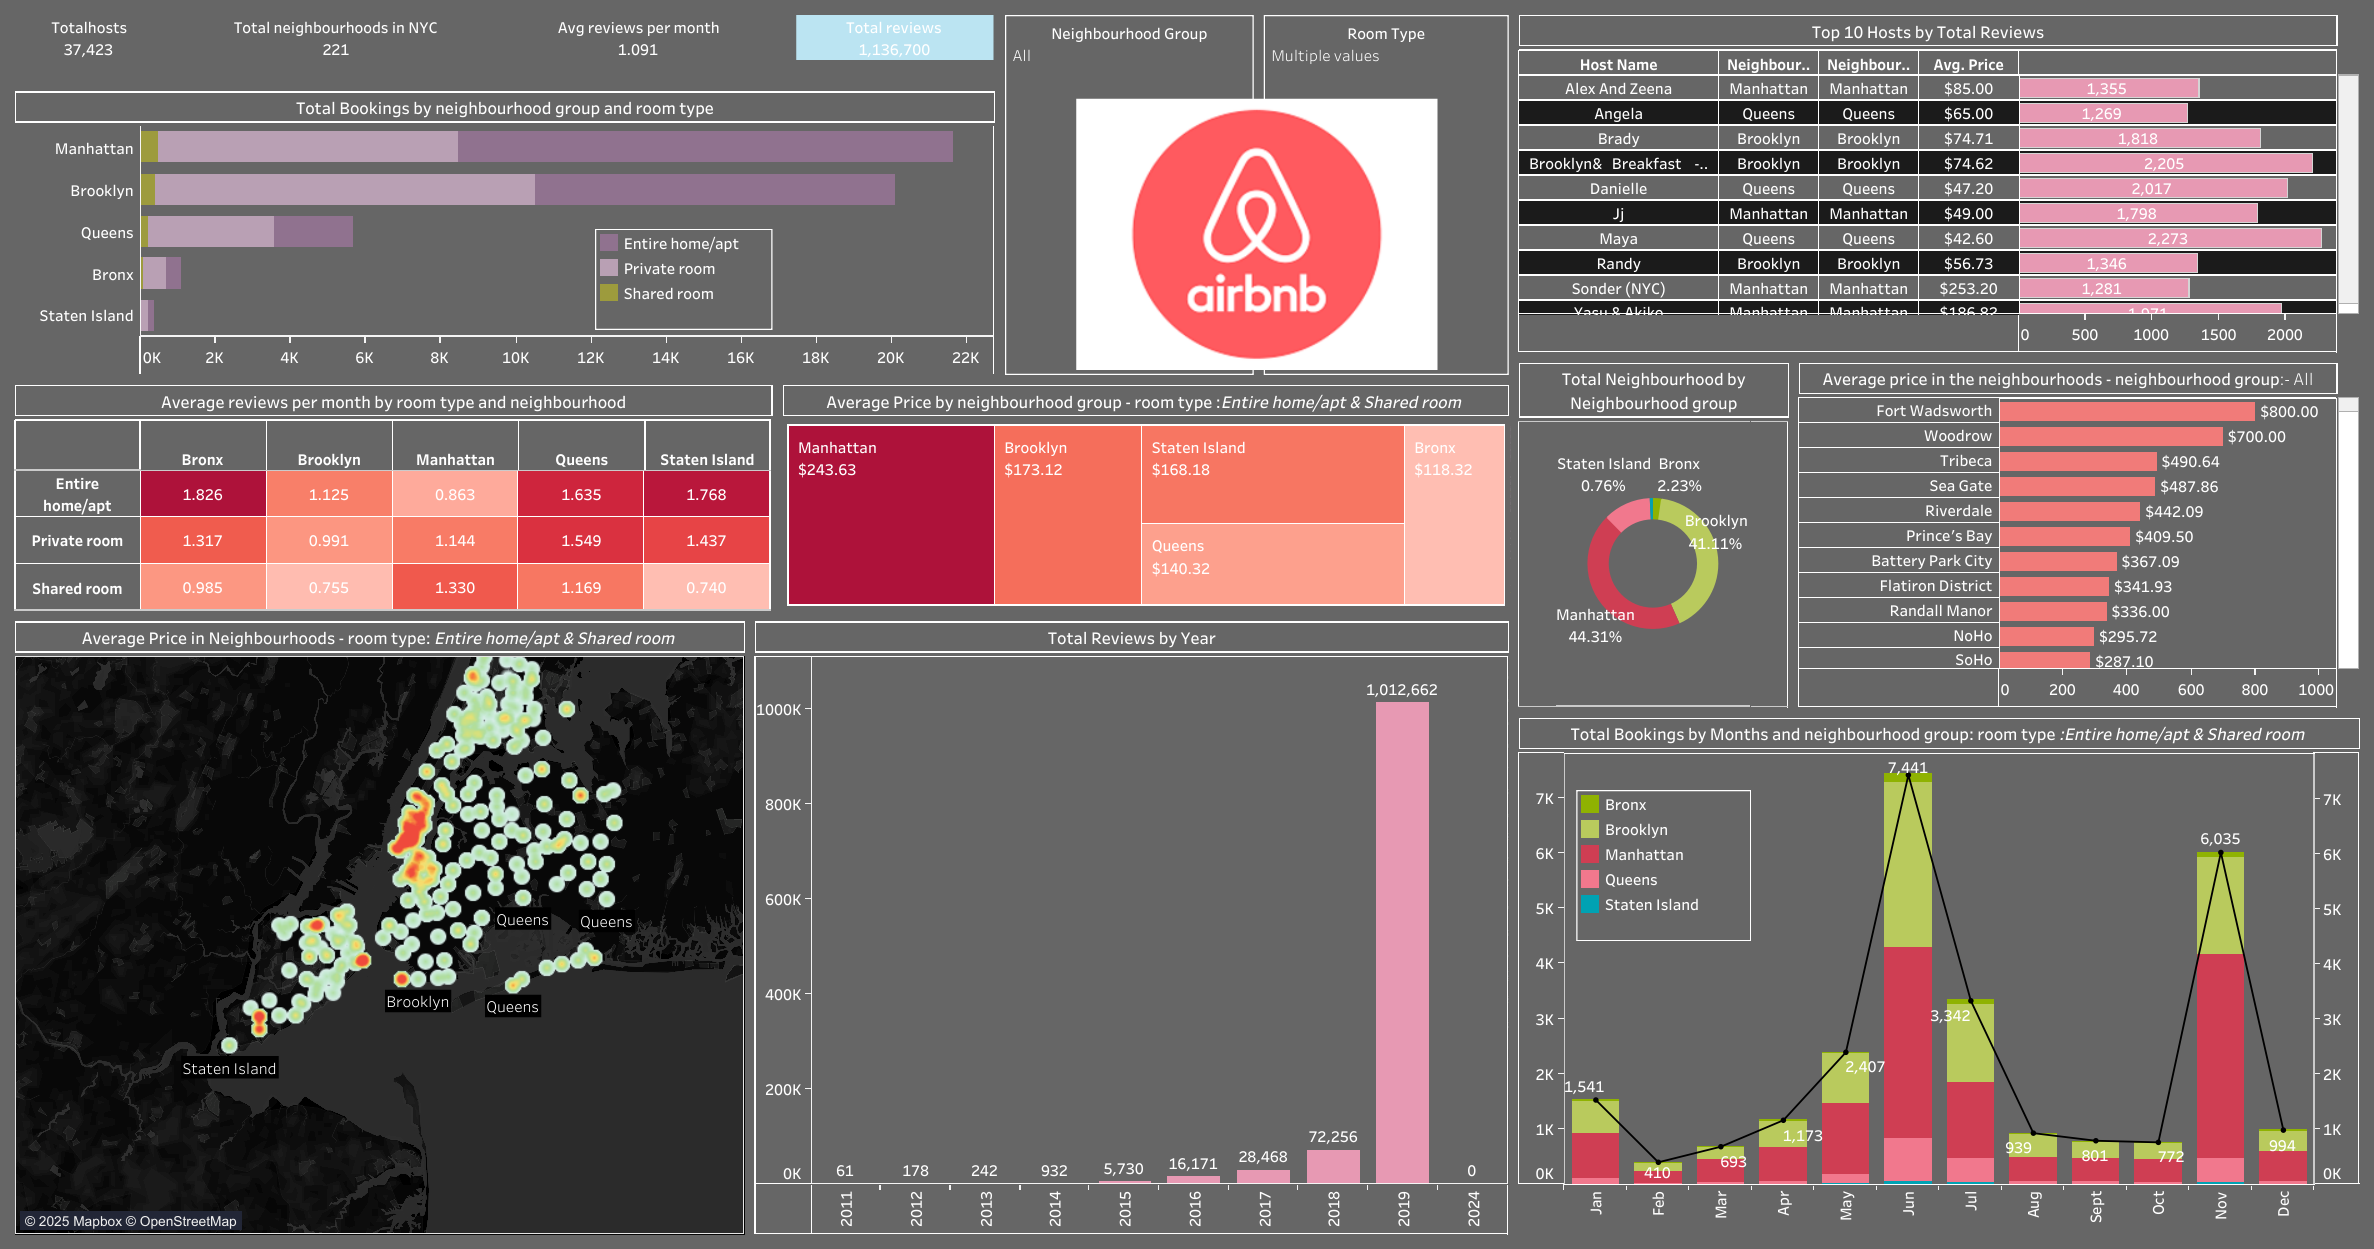 Totalhosts
37,423
Total neighbourhoods in NYC
221
Avg reviews per month
1.091
Total reviews
1,136,700
Neighbourhood Group
All
Room Type
Multiple values
airbnb
Total Bookings by neighbourhood group and room type
Manhattan
Brooklyn
Queens
Bronx
Staten Island
Entire home/apt
Private room
Shared room
0K 2K 4K 6K 8K 10K 12K 14K 16K 18K 20K 22K
Top 10 Hosts by Total Reviews
Host Name Neighbour.. Neighbour.. Avg. Price
Alex And Zeena Manhattan Manhattan $85.00 1,355
Angela Queens Queens $65.00 1,269
Brady Brooklyn Brooklyn $74.71 1,818
Brooklyn& Breakfast -.. Brooklyn Brooklyn $74.62 2,205
Danielle Queens Queens $47.20 2,017
Jj Manhattan Manhattan $49.00 1,798
Maya Queens Queens $42.60 2,273
Randy Brooklyn Brooklyn $56.73 1,346
Sonder (NYC) Manhattan Manhattan $253.20 1,281
Yasu & Akiko Manhattan Manhattan $186.82 1,971
0 500 1000 1500 2000
Average reviews per month by room type and neighbourhood
Bronx Brooklyn Manhattan Queens Staten Island
Entire
home/apt 1.826 1.125 0.863 1.635 1.768
Private room 1.317 0.991 1.144 1.549 1.437
Shared room 0.985 0.755 1.330 1.169 0.740
Average Price by neighbourhood group - room type :Entire home/apt & Shared room
Manhattan
$243.63
Brooklyn
$173.12
Staten Island
$168.18
Queens
$140.32
Bronx
$118.32
Total Neighbourhood by
Neighbourhood group
Staten Island
0.76%
Bronx
2.23%
Brooklyn
41.11%
Manhattan
44.31%
Average price in the neighbourhoods - neighbourhood group:- All
Fort Wadsworth $800.00
Woodrow $700.00
Tribeca $490.64
Sea Gate $487.86
Riverdale $442.09
Prince's Bay $409.50
Battery Park City $367.09
Flatiron District $341.93
Randall Manor $336.00
NoHo $295.72
SoHo $287.10
0 200 400 600 800 1000
Average Price in Neighbourhoods - room type: Entire home/apt & Shared room
Queens
Queens
Brooklyn
Queens
Staten Island
© 2025 Mapbox © OpenStreetMap
Total Reviews by Year
1000K
800K
600K
400K
200K
0K
61 178 242 932 5,730 16,171 28,468 72,256 1,012,662 0
2011 2012 2013 2014 2015 2016 2017 2018 2019 2024
Total Bookings by Months and neighbourhood group: room type :Entire home/apt & Shared room
Bronx
Brooklyn
Manhattan
Queens
Staten Island
7K
6K
5K
4K
3K
2K
1K
0K
1,541 410 693 1,173 2,407 7,441 3,342 939 801 772 6,035 994
7K
6K
5K
4K
3K
2K
1K
0K
Jan Feb Mar Apr May Jun Jul Aug Sept Oct Nov Dec